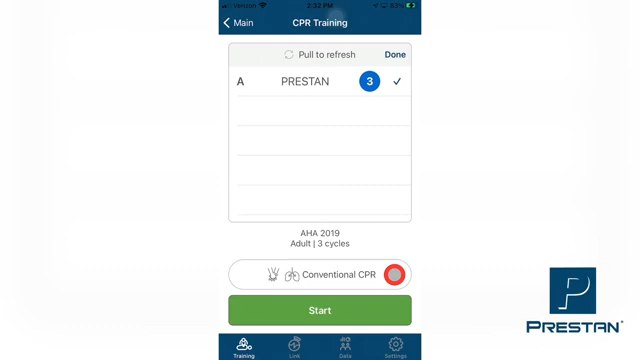 Verizon 2:32 PM 83%
Main CPR Training
Pull to refresh Done
A PRESTAN 3
AHA 2019
Adult | 3 cycles
Conventional CPR
Start
Training Link Data Settings
P
PRESTAN®